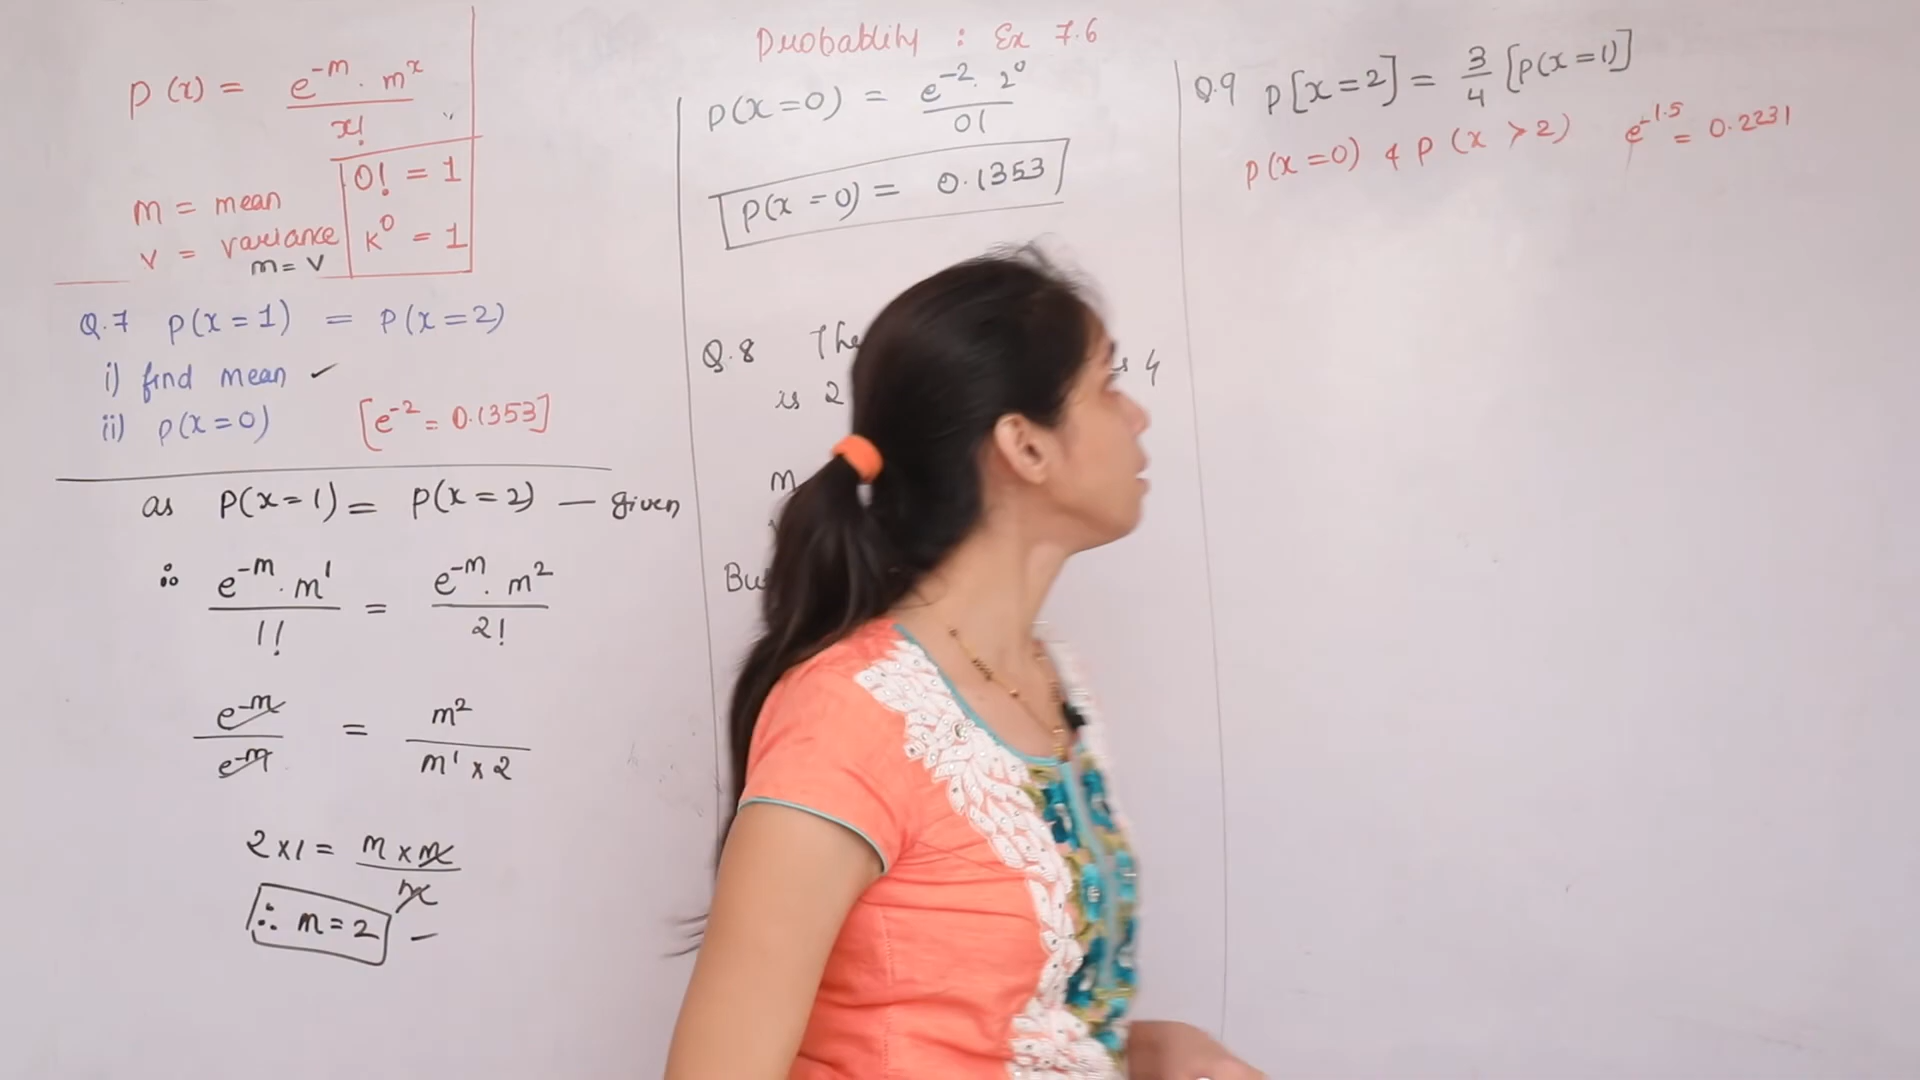 Probablity : Ex 7.6
P(x) = e^-m . m^x / x!
0! = 1
k^0 = 1
m = mean
v = variance
m = v
Q.7 P(x=1) = P(x=2)
i) find mean ✓
ii) P(x=0) [e^-2 = 0.1353]
as P(x=1) = P(x=2) — given
∴ e^-m . m^1 / 1! = e^-m . m^2 / 2!
e^-m / e^-m = m^2 / m^1 x 2
2 x 1 = m x m / m
∴ m = 2 –
P(x=0) = e^-2 . 2^0 / 0!
P(x=0) = 0.1353
Q.8 The
is 2
m
Q.9 P[x=2] = 3/4 [P(x=1)]
P(x=0) & P(x>2) e^-1.5 = 0.2231